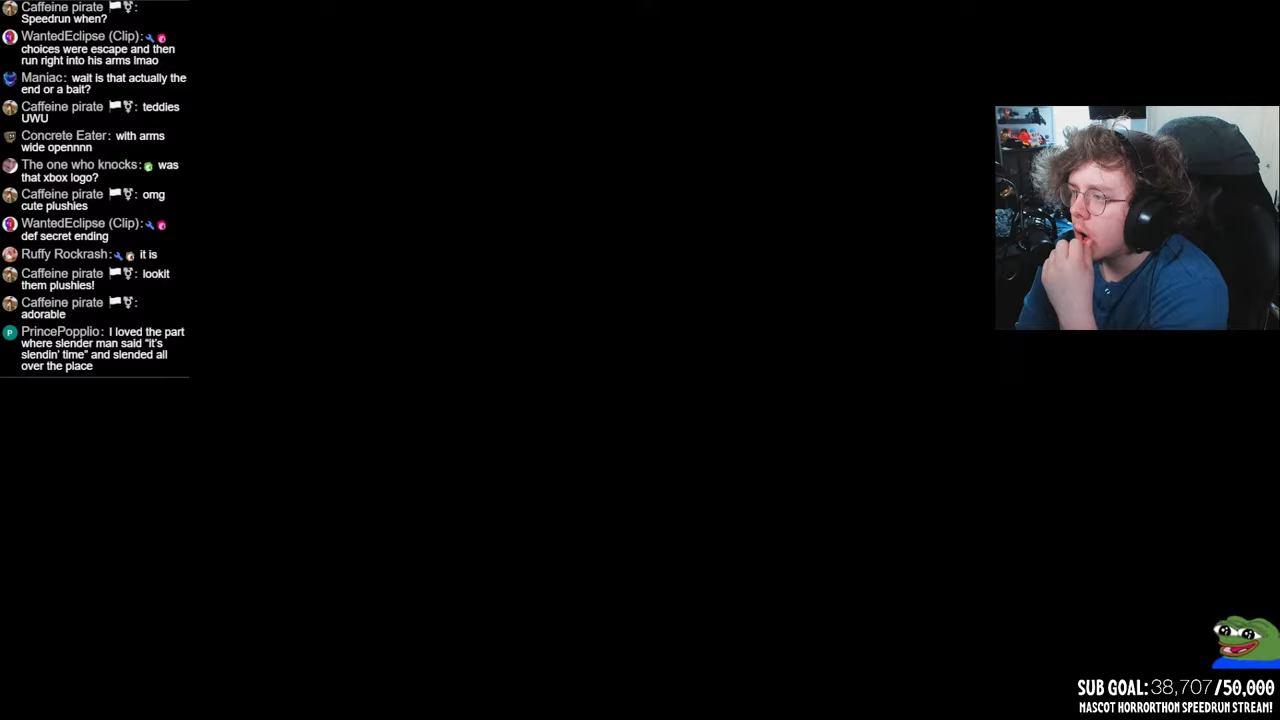 Caffeine pirate 🏳⚧:
Speedrun when?
WantedEclipse (Clip):
choices were escape and then
run right into his arms lmao
Maniac: wait is that actually the
end or a bait?
Caffeine pirate 🏳⚧: teddies
UWU
Concrete Eater: with arms
wide opennnn
The one who knocks: was
that xbox logo?
Caffeine pirate 🏳⚧: omg
cute plushies
WantedEclipse (Clip):
def secret ending
Ruffy Rockrash: it is
Caffeine pirate 🏳⚧: lookit
them plushies!
Caffeine pirate 🏳⚧:
adorable
P PrincePopplio: I loved the part
where slender man said “it's
slendin' time” and slended all
over the place
SUB GOAL: 38,707/50,000
MASCOT HORRORTHON SPEEDRUN STREAM!